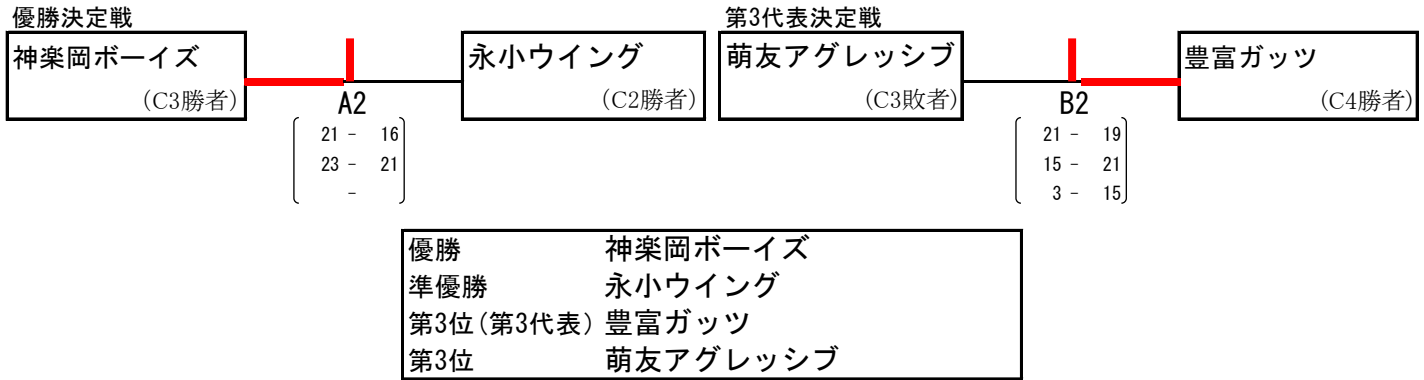 優勝決定戦
神楽岡ボーイズ
(C3勝者)
永小ウイング
(C2勝者)
A2
21 - 16
23 - 21
-
第3代表決定戦
萌友アグレッシブ
(C3敗者)
豊富ガッツ
(C4勝者)
B2
21 - 19
15 - 21
3 - 15
優勝 神楽岡ボーイズ
準優勝 永小ウイング
第3位(第3代表) 豊富ガッツ
第3位 萌友アグレッシブ